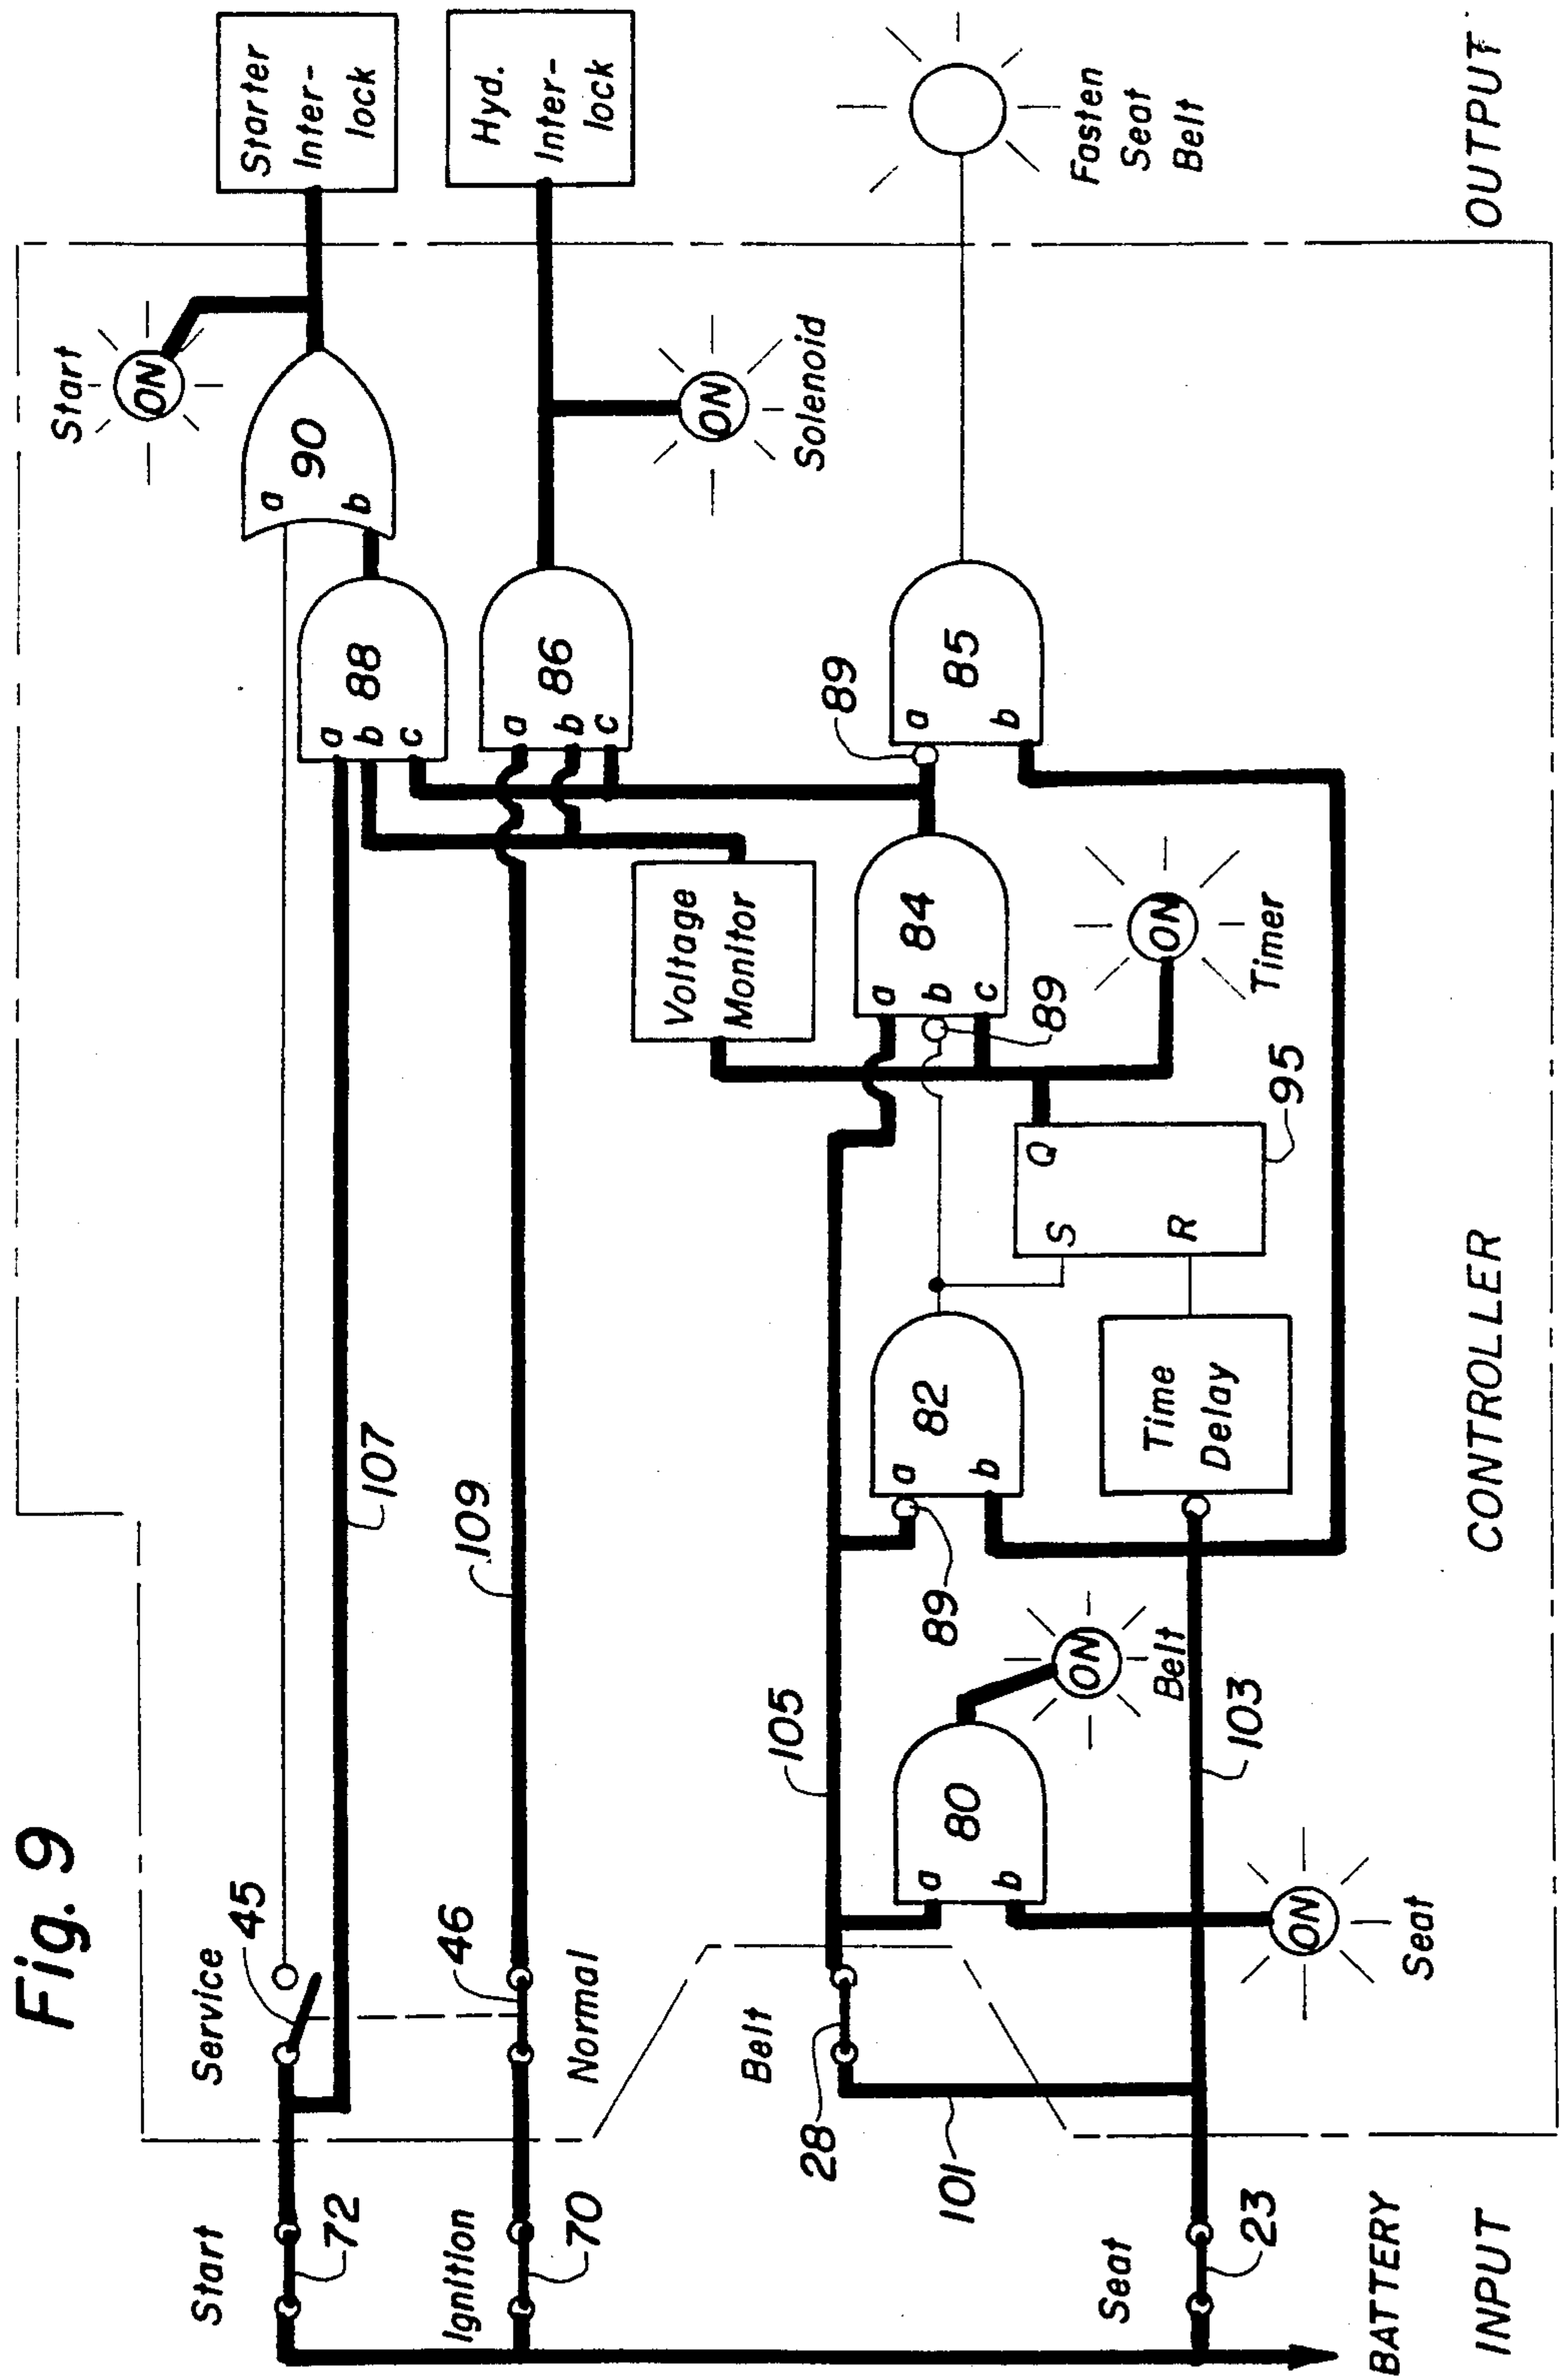 Fig. 9
Start
72
Service
45
107
Start
ON
a
b
90
Starter
Inter-
lock
a
b
c
88
Ignition
70
46
Normal
109
a
b
c
86
Hyd.
Inter-
lock
ON
Solenoid
Voltage
Monitor
Belt
28
101
105
a
b
80
ON
Belt
89
a
b
82
a
b
c
84
89
89
a
b
85
Fasten
Seat
Belt
Seat
23
103
ON
Seat
Time
Delay
S
R
Q
95
ON
Timer
BATTERY
INPUT
CONTROLLER
OUTPUT